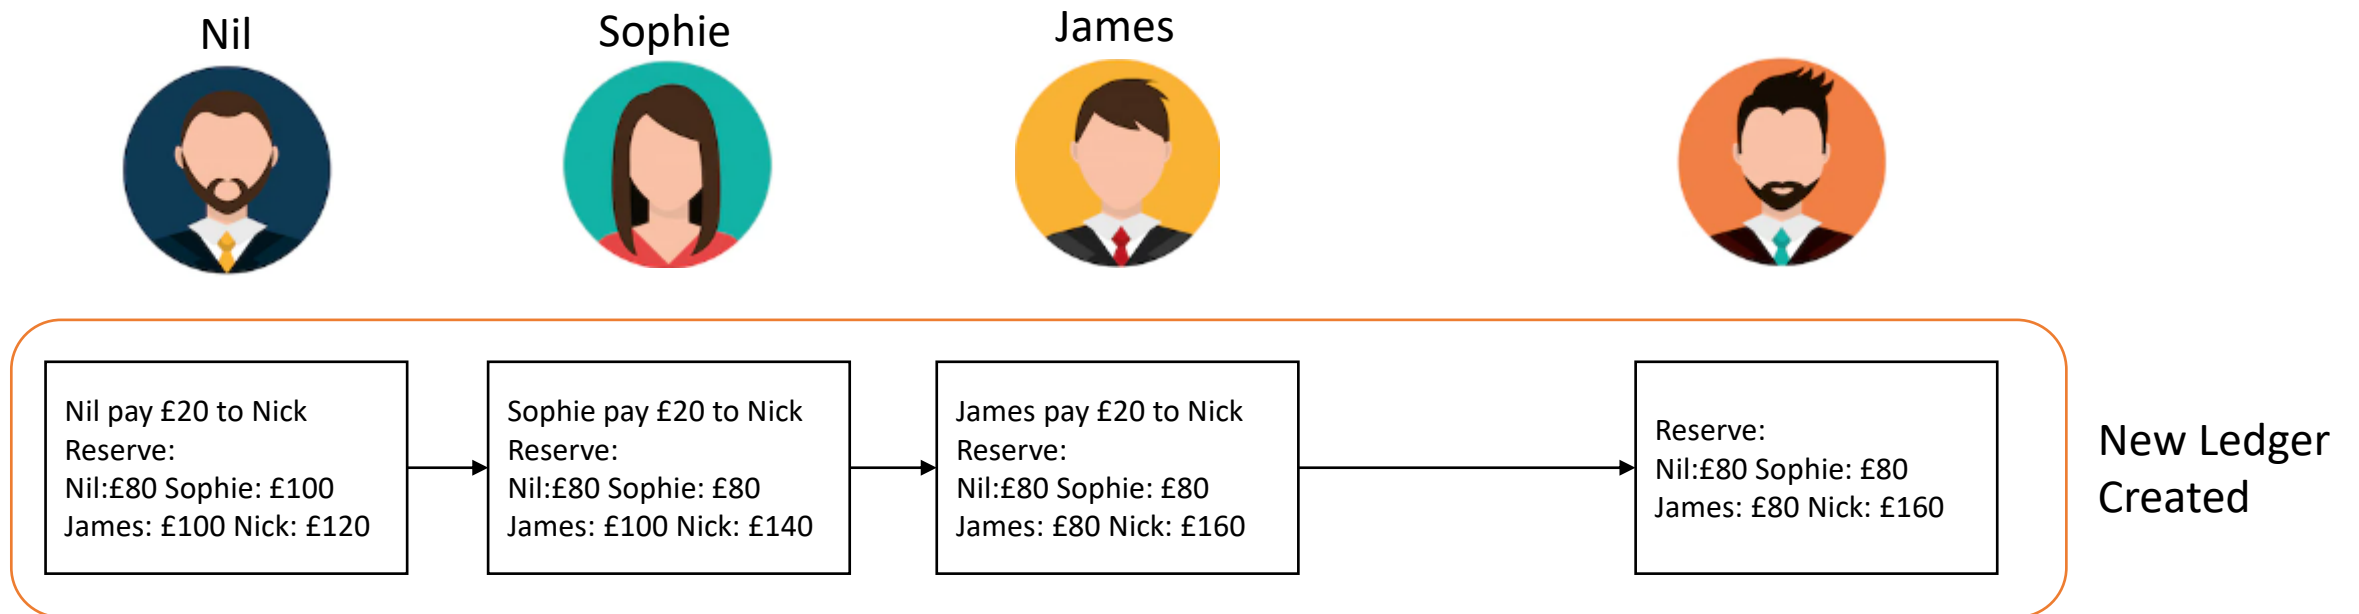 Nil
Sophie
James
Nil pay £20 to Nick
Reserve:
Nil:£80 Sophie: £100
James: £100 Nick: £120
Sophie pay £20 to Nick
Reserve:
Nil:£80 Sophie: £80
James: £100 Nick: £140
James pay £20 to Nick
Reserve:
Nil:£80 Sophie: £80
James: £80 Nick: £160
Reserve:
Nil:£80 Sophie: £80
James: £80 Nick: £160
New Ledger
Created